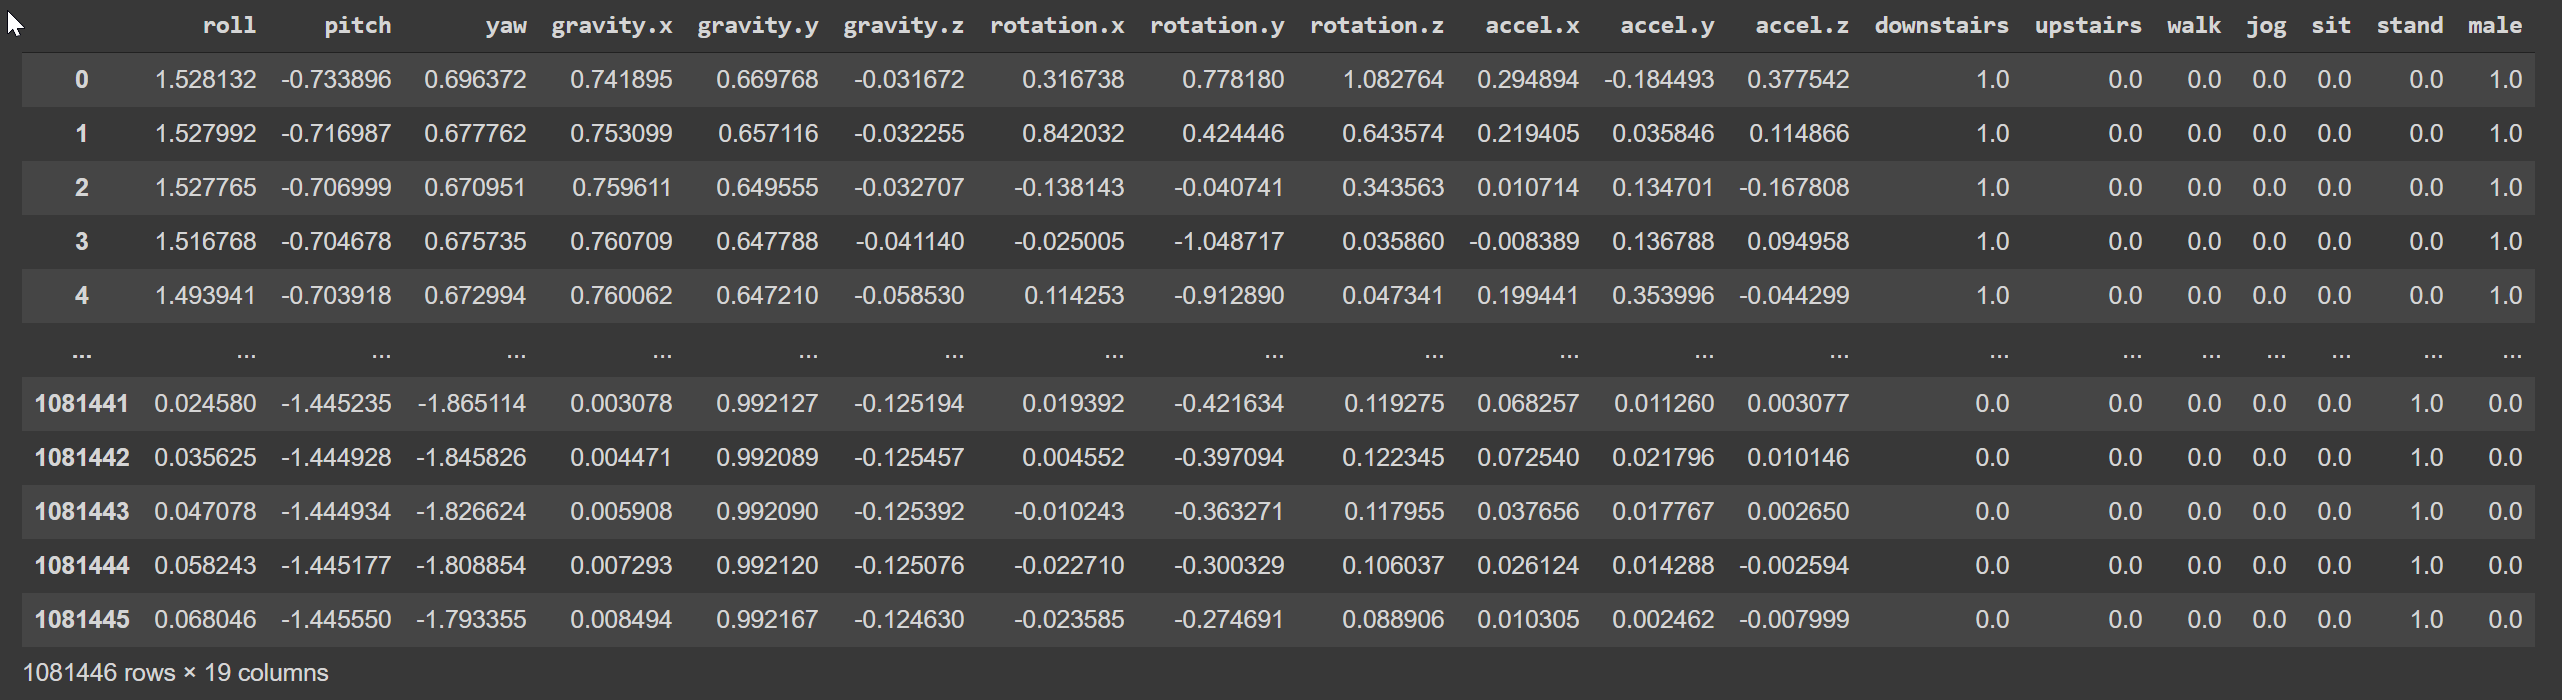 roll pitch yaw gravity.x gravity.y gravity.z rotation.x rotation.y rotation.z accel.x accel.y accel.z downstairs upstairs walk jog sit stand male
0 1.528132 -0.733896 0.696372 0.741895 0.669768 -0.031672 0.316738 0.778180 1.082764 0.294894 -0.184493 0.377542 1.0 0.0 0.0 0.0 0.0 0.0 1.0
1 1.527992 -0.716987 0.677762 0.753099 0.657116 -0.032255 0.842032 0.424446 0.643574 0.219405 0.035846 0.114866 1.0 0.0 0.0 0.0 0.0 0.0 1.0
2 1.527765 -0.706999 0.670951 0.759611 0.649555 -0.032707 -0.138143 -0.040741 0.343563 0.010714 0.134701 -0.167808 1.0 0.0 0.0 0.0 0.0 0.0 1.0
3 1.516768 -0.704678 0.675735 0.760709 0.647788 -0.041140 -0.025005 -1.048717 0.035860 -0.008389 0.136788 0.094958 1.0 0.0 0.0 0.0 0.0 0.0 1.0
4 1.493941 -0.703918 0.672994 0.760062 0.647210 -0.058530 0.114253 -0.912890 0.047341 0.199441 0.353996 -0.044299 1.0 0.0 0.0 0.0 0.0 0.0 1.0
... ... ... ... ... ... ... ... ... ... ... ... ... ... ... ... ... ... ... ...
1081441 0.024580 -1.445235 -1.865114 0.003078 0.992127 -0.125194 0.019392 -0.421634 0.119275 0.068257 0.011260 0.003077 0.0 0.0 0.0 0.0 0.0 1.0 0.0
1081442 0.035625 -1.444928 -1.845826 0.004471 0.992089 -0.125457 0.004552 -0.397094 0.122345 0.072540 0.021796 0.010146 0.0 0.0 0.0 0.0 0.0 1.0 0.0
1081443 0.047078 -1.444934 -1.826624 0.005908 0.992090 -0.125392 -0.010243 -0.363271 0.117955 0.037656 0.017767 0.002650 0.0 0.0 0.0 0.0 0.0 1.0 0.0
1081444 0.058243 -1.445177 -1.808854 0.007293 0.992120 -0.125076 -0.022710 -0.300329 0.106037 0.026124 0.014288 -0.002594 0.0 0.0 0.0 0.0 0.0 1.0 0.0
1081445 0.068046 -1.445550 -1.793355 0.008494 0.992167 -0.124630 -0.023585 -0.274691 0.088906 0.010305 0.002462 -0.007999 0.0 0.0 0.0 0.0 0.0 1.0 0.0
1081446 rows × 19 columns